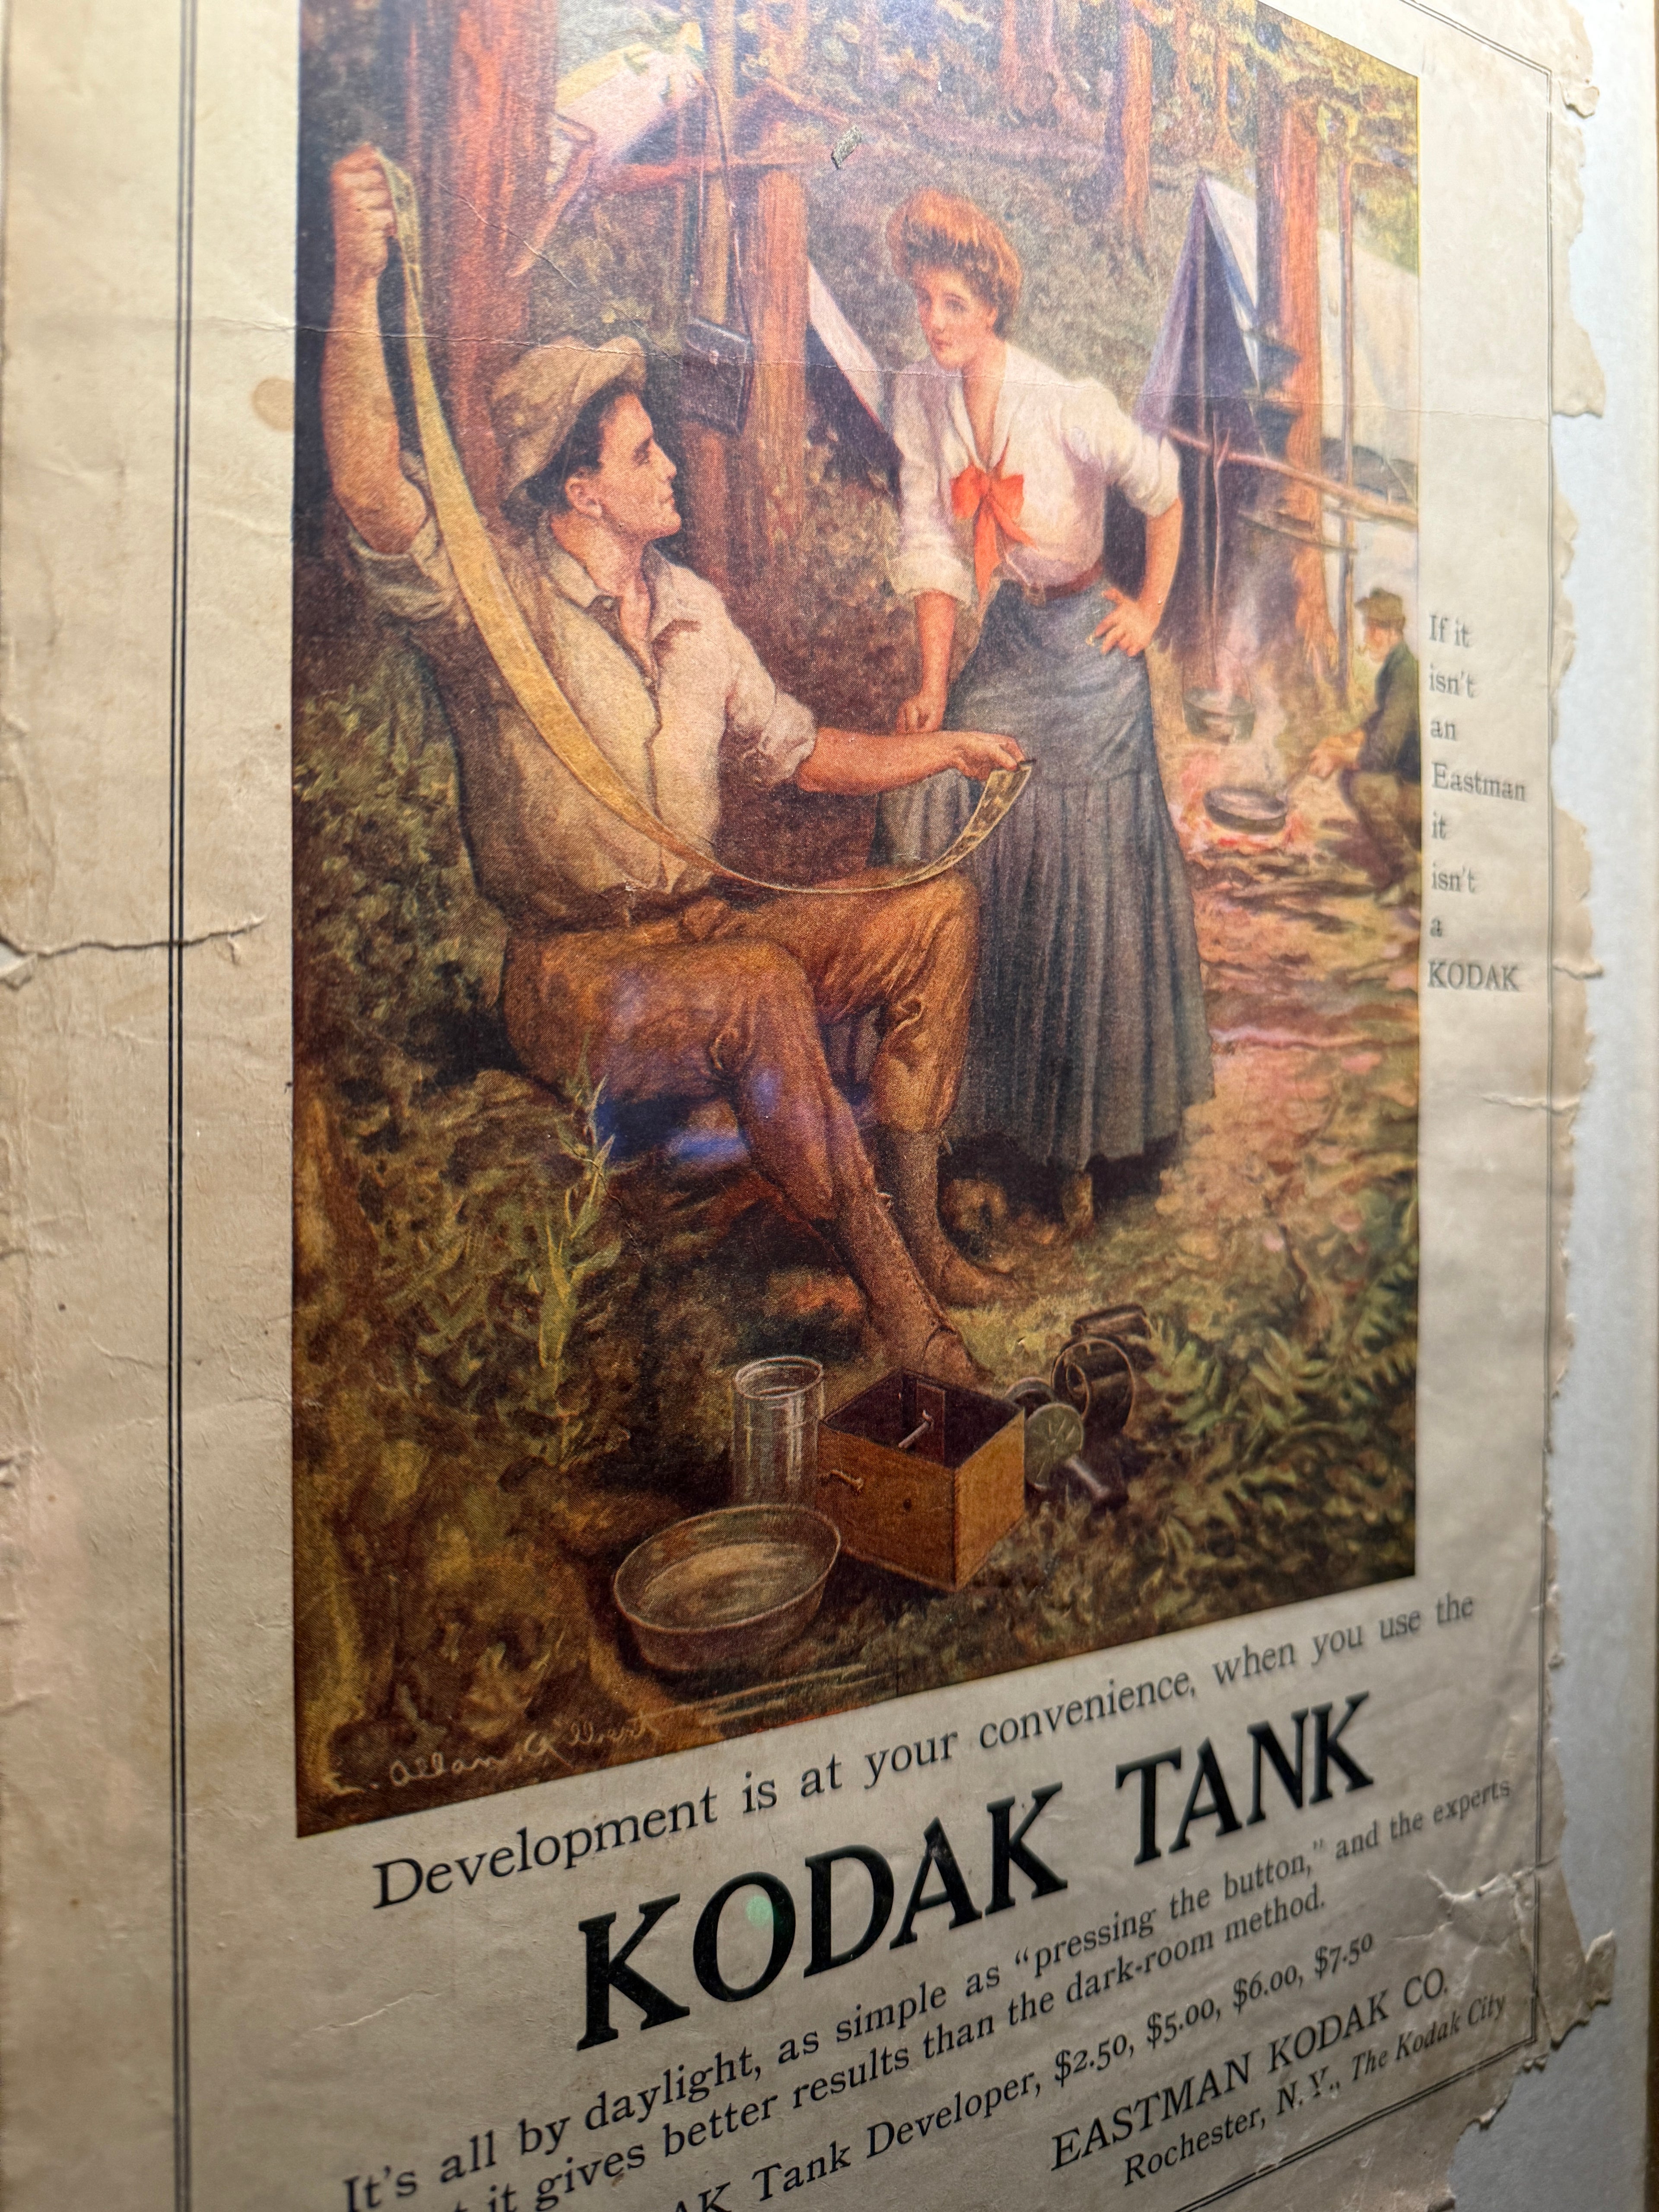 If it
isn't
an
Eastman
it
isn't
a
KODAK
Allan
Development is at your convenience, when you use the
KODAK TANK
It's all by daylight, as simple as “pressing the button,” and the experts
it gives better results than the dark-room method.
Tank Developer, $2.50, $5.00, $6.00, $7.50
EASTMAN KODAK CO.
Rochester, N. Y., The Kodak City